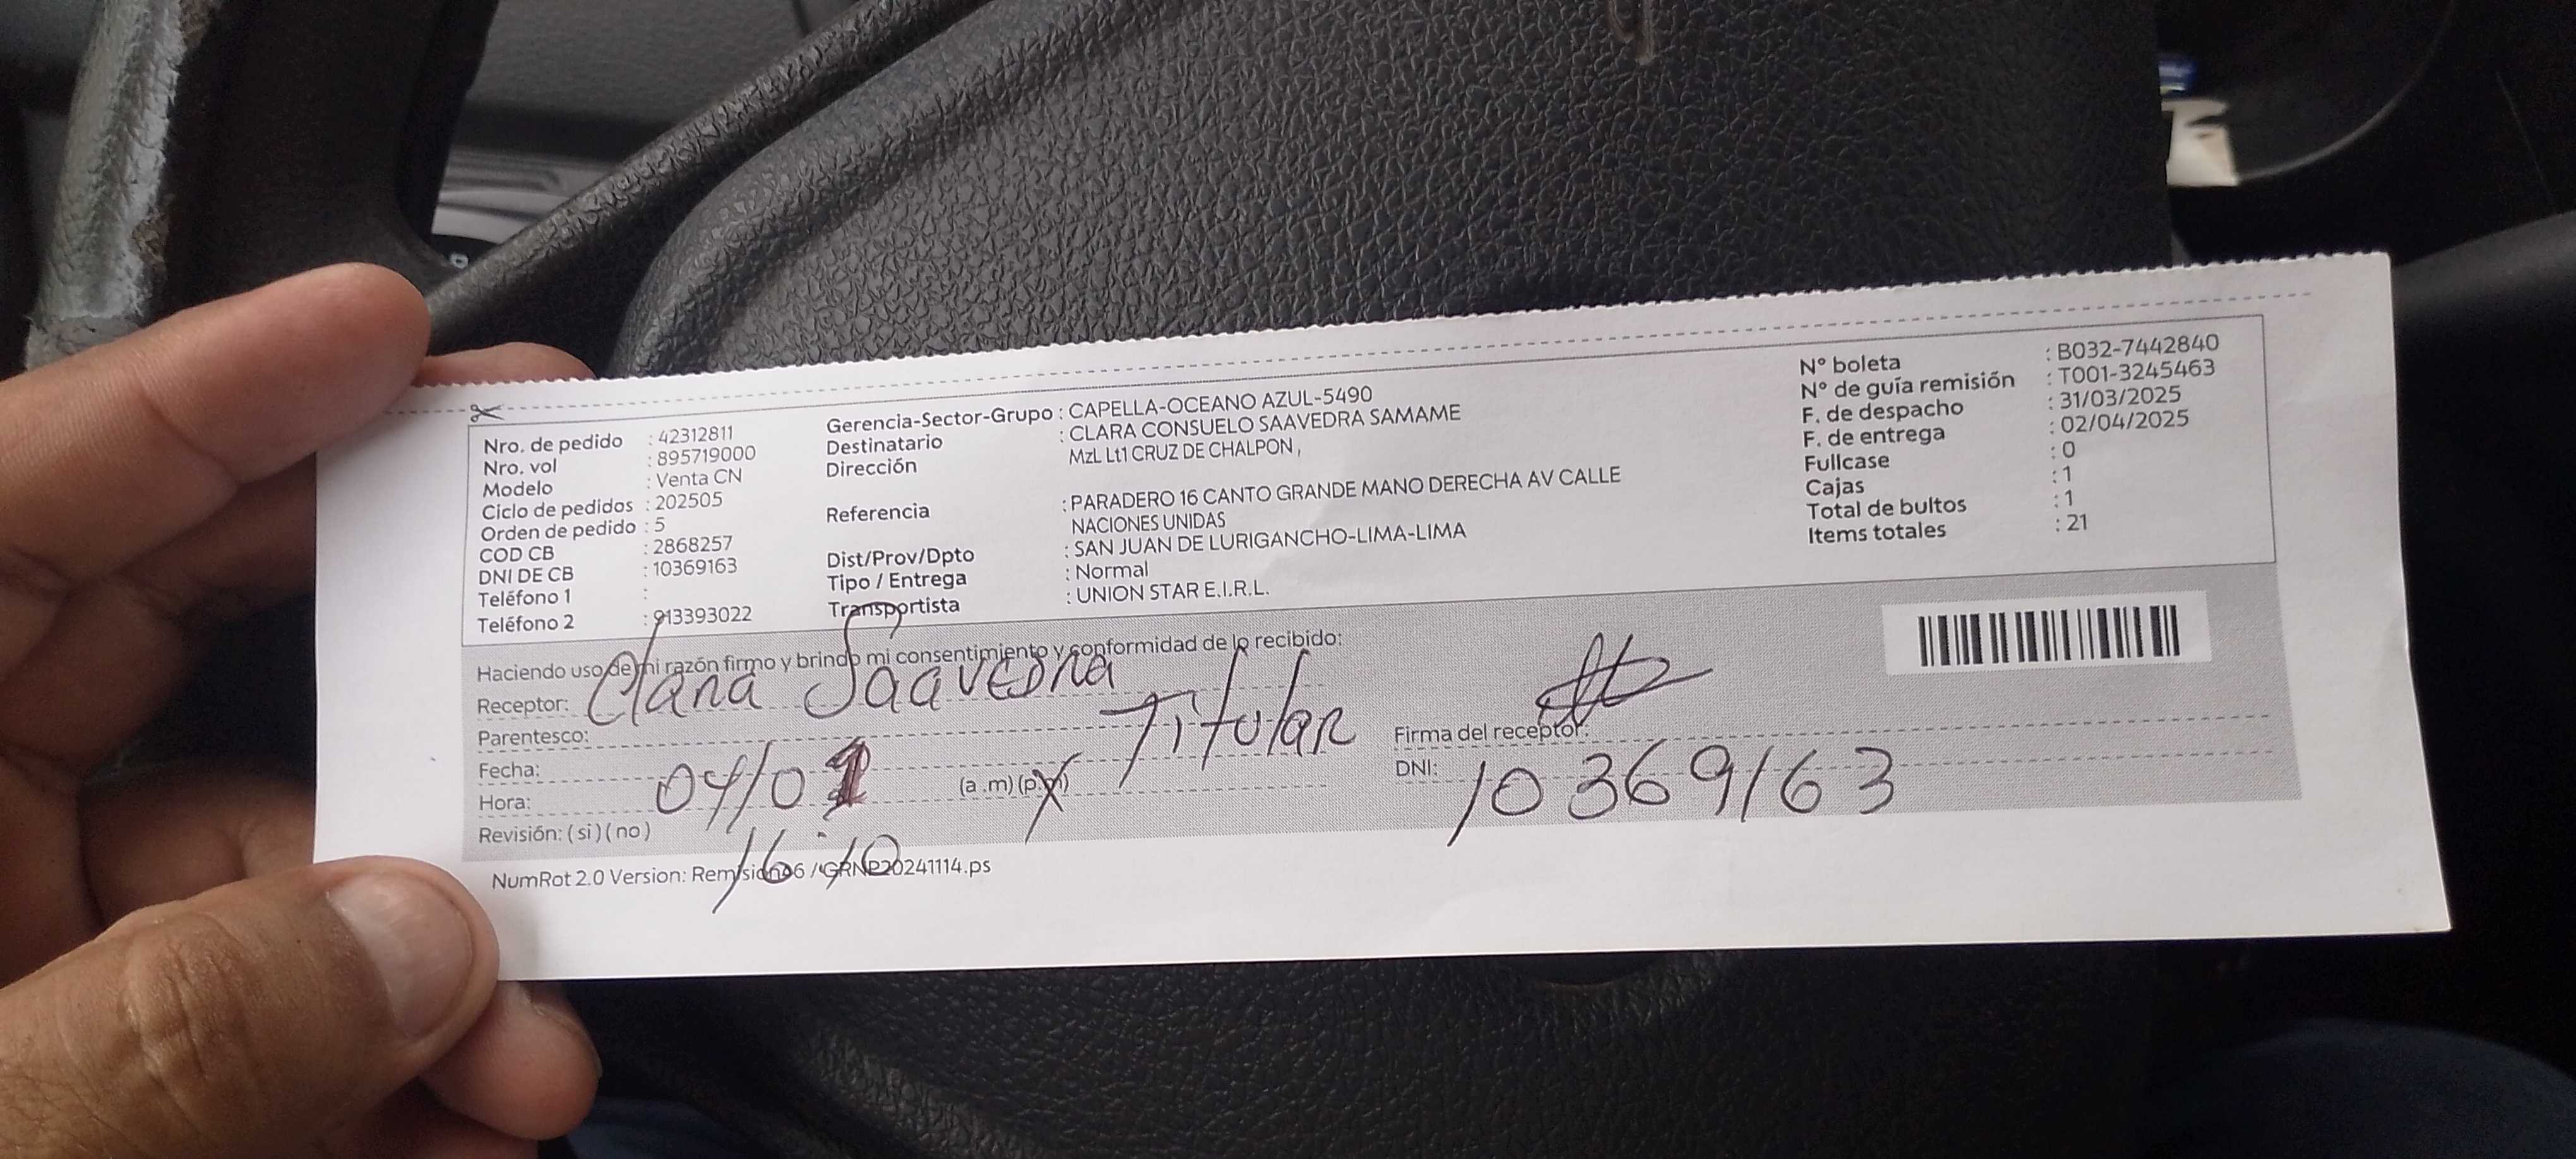 Nro. de pedido : 42312811
Nro. vol : 895719000
Modelo : Venta CN
Ciclo de pedidos : 202505
Orden de pedido : 5
COD CB : 2868257
DNI DE CB : 10369163
Teléfono 1 :
Teléfono 2 : 913393022
Gerencia-Sector-Grupo : CAPELLA-OCEANO AZUL-5490
Destinatario : CLARA CONSUELO SAAVEDRA SAMAME
Dirección MzL Lt1 CRUZ DE CHALPON ,
Referencia : PARADERO 16 CANTO GRANDE MANO DERECHA AV CALLE
NACIONES UNIDAS
Dist/Prov/Dpto : SAN JUAN DE LURIGANCHO-LIMA-LIMA
Tipo / Entrega : Normal
Transportista : UNION STAR E.I.R.L.
N° boleta : B032-7442840
N° de guía remisión : T001-3245463
F. de despacho : 31/03/2025
F. de entrega : 02/04/2025
Fullcase : 0
Cajas : 1
Total de bultos : 1
Items totales : 21
Haciendo uso de mi razón firmo y brindo mi consentimiento y conformidad de lo recibido:
Receptor: Clara Saavedra
Parentesco: Titular
Fecha:
Hora: (a .m) (p.m)
Revisión: ( si ) ( no )
16:10
Firma del receptor:
DNI: 10369163
NumRot 2.0 Version: Remision06 /GRNP20241114.ps